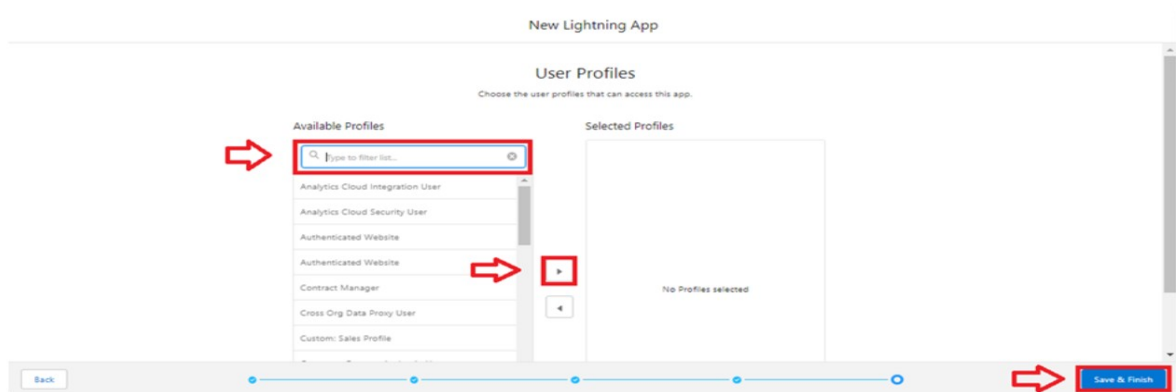 New Lightning App
User Profiles
Choose the user profiles that can access this app.
Available Profiles
Selected Profiles
Type to filter list...
Analytics Cloud Integration User
Analytics Cloud Security User
Authenticated Website
Authenticated Website
Contract Manager
No Profiles selected
Cross Org Data Proxy User
Custom: Sales Profile
Back
Save & Finish